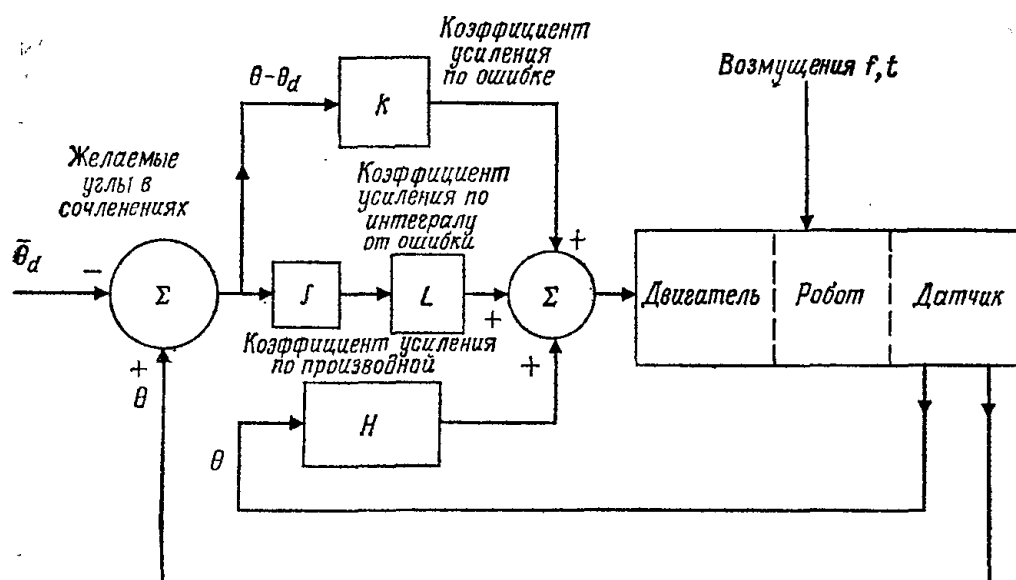 Коэффициент
усиления
по ошибке
θ-θd
K
Возмущения f,t
Желаемые
углы в
сочленениях
Коэффициент
усиления по
интегралу
от ошибки
+
θ̄d
−
Σ
∫
L
+
Σ
Двигатель
Робот
Датчик
Коэффициент усиления
по производной
+
+
θ
H
θ